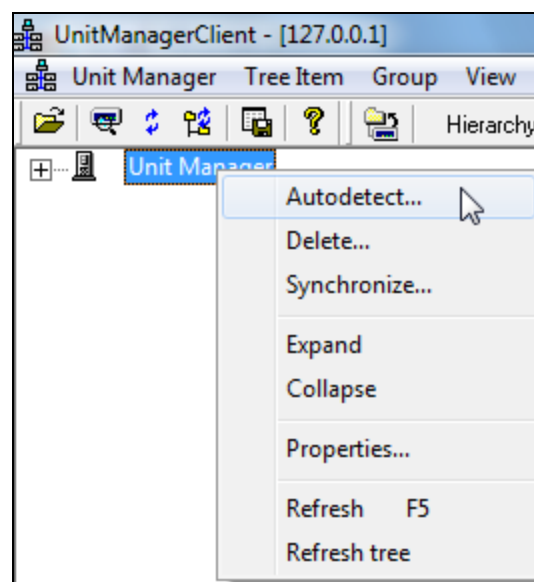 UnitManagerClient - [127.0.0.1]
Unit Manager Tree Item Group View
Hierarchy
Unit Manager
Autodetect...
Delete...
Synchronize...
Expand
Collapse
Properties...
Refresh F5
Refresh tree